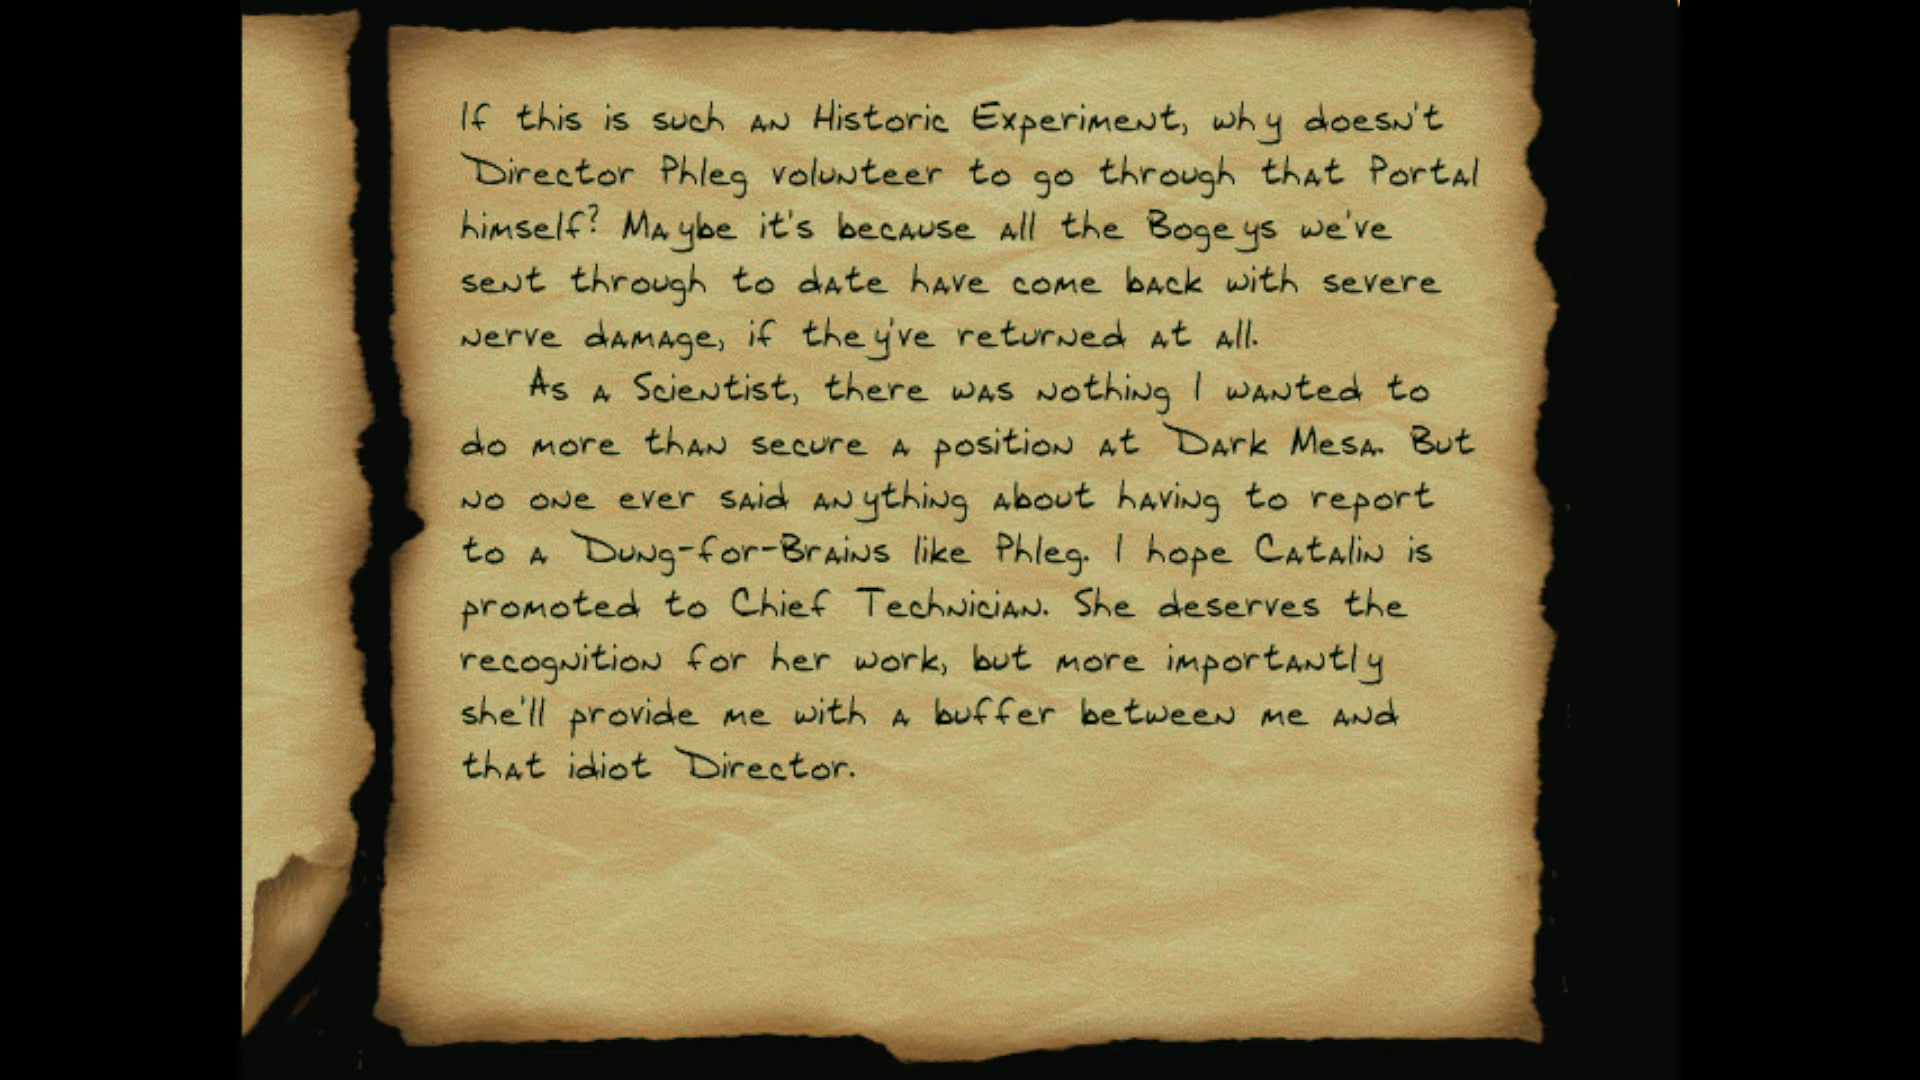 If this is such an Historic Experiment, why doesn't
Director Phleg volunteer to go through that Portal
himself? Maybe it's because all the Bogeys we've
sent through to date have come back with severe
nerve damage, if they've returned at all.
As a Scientist, there was nothing I wanted to
do more than secure a position at Dark Mesa. But
no one ever said anything about having to report
to a Dung-for-Brains like Phleg. I hope Catalin is
promoted to Chief Technician. She deserves the
recognition for her work, but more importantly
she'll provide me with a buffer between me and
that idiot Director.